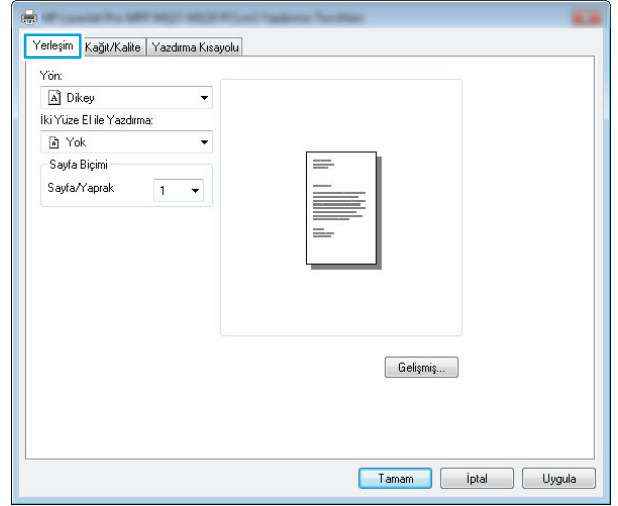 Yerleşim Kağıt/Kalite Yazdırma Kısayolu
Yön:
A Dikey
İki Yüze El ile Yazdırma:
Yok
Sayfa Biçimi
Sayfa/Yaprak 1
Gelişmiş...
Tamam İptal Uygula